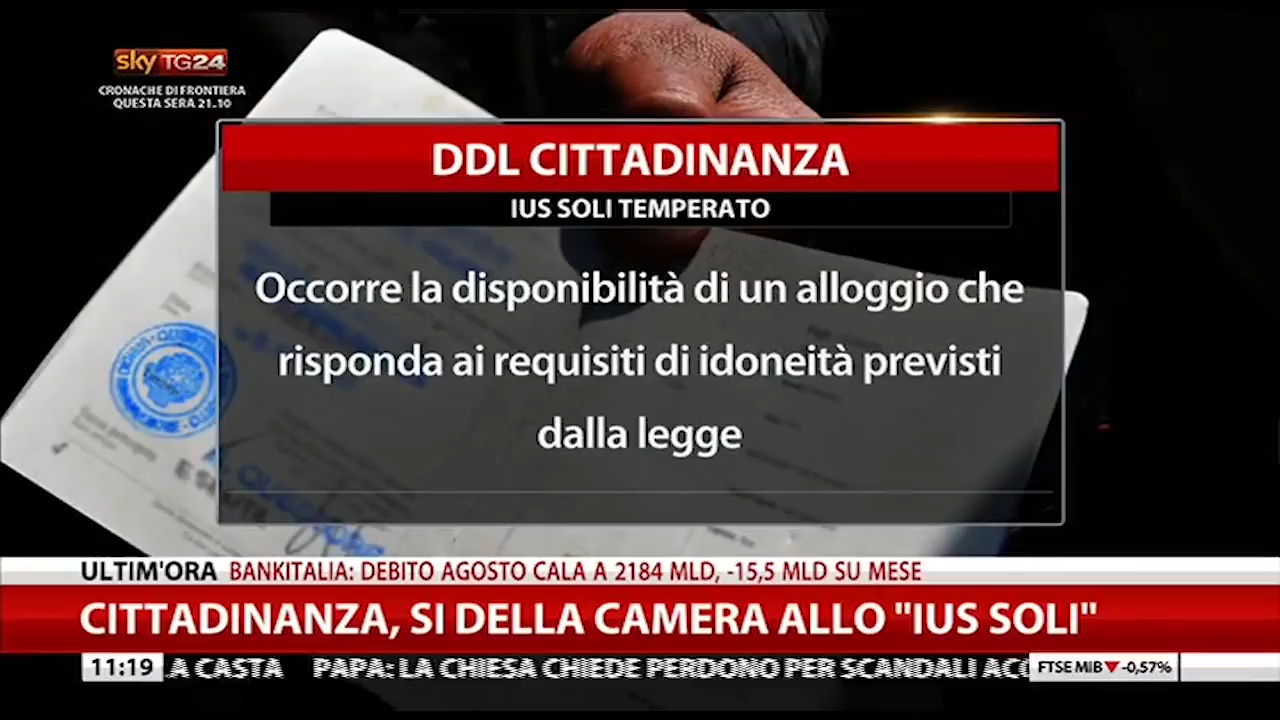 sky TG24
CRONACHE DI FRONTIERA
QUESTA SERA 21.10
DDL CITTADINANZA
IUS SOLI TEMPERATO
Occorre la disponibilità di un alloggio che
risponda ai requisiti di idoneità previsti
dalla legge
ULTIM'ORA BANKITALIA: DEBITO AGOSTO CALA A 2184 MLD, -15,5 MLD SU MESE
CITTADINANZA, SI DELLA CAMERA ALLO "IUS SOLI"
11:19 A CASTA PAPA: LA CHIESA CHIEDE PERDONO PER SCANDALI ACC FTSE MIB -0,57%